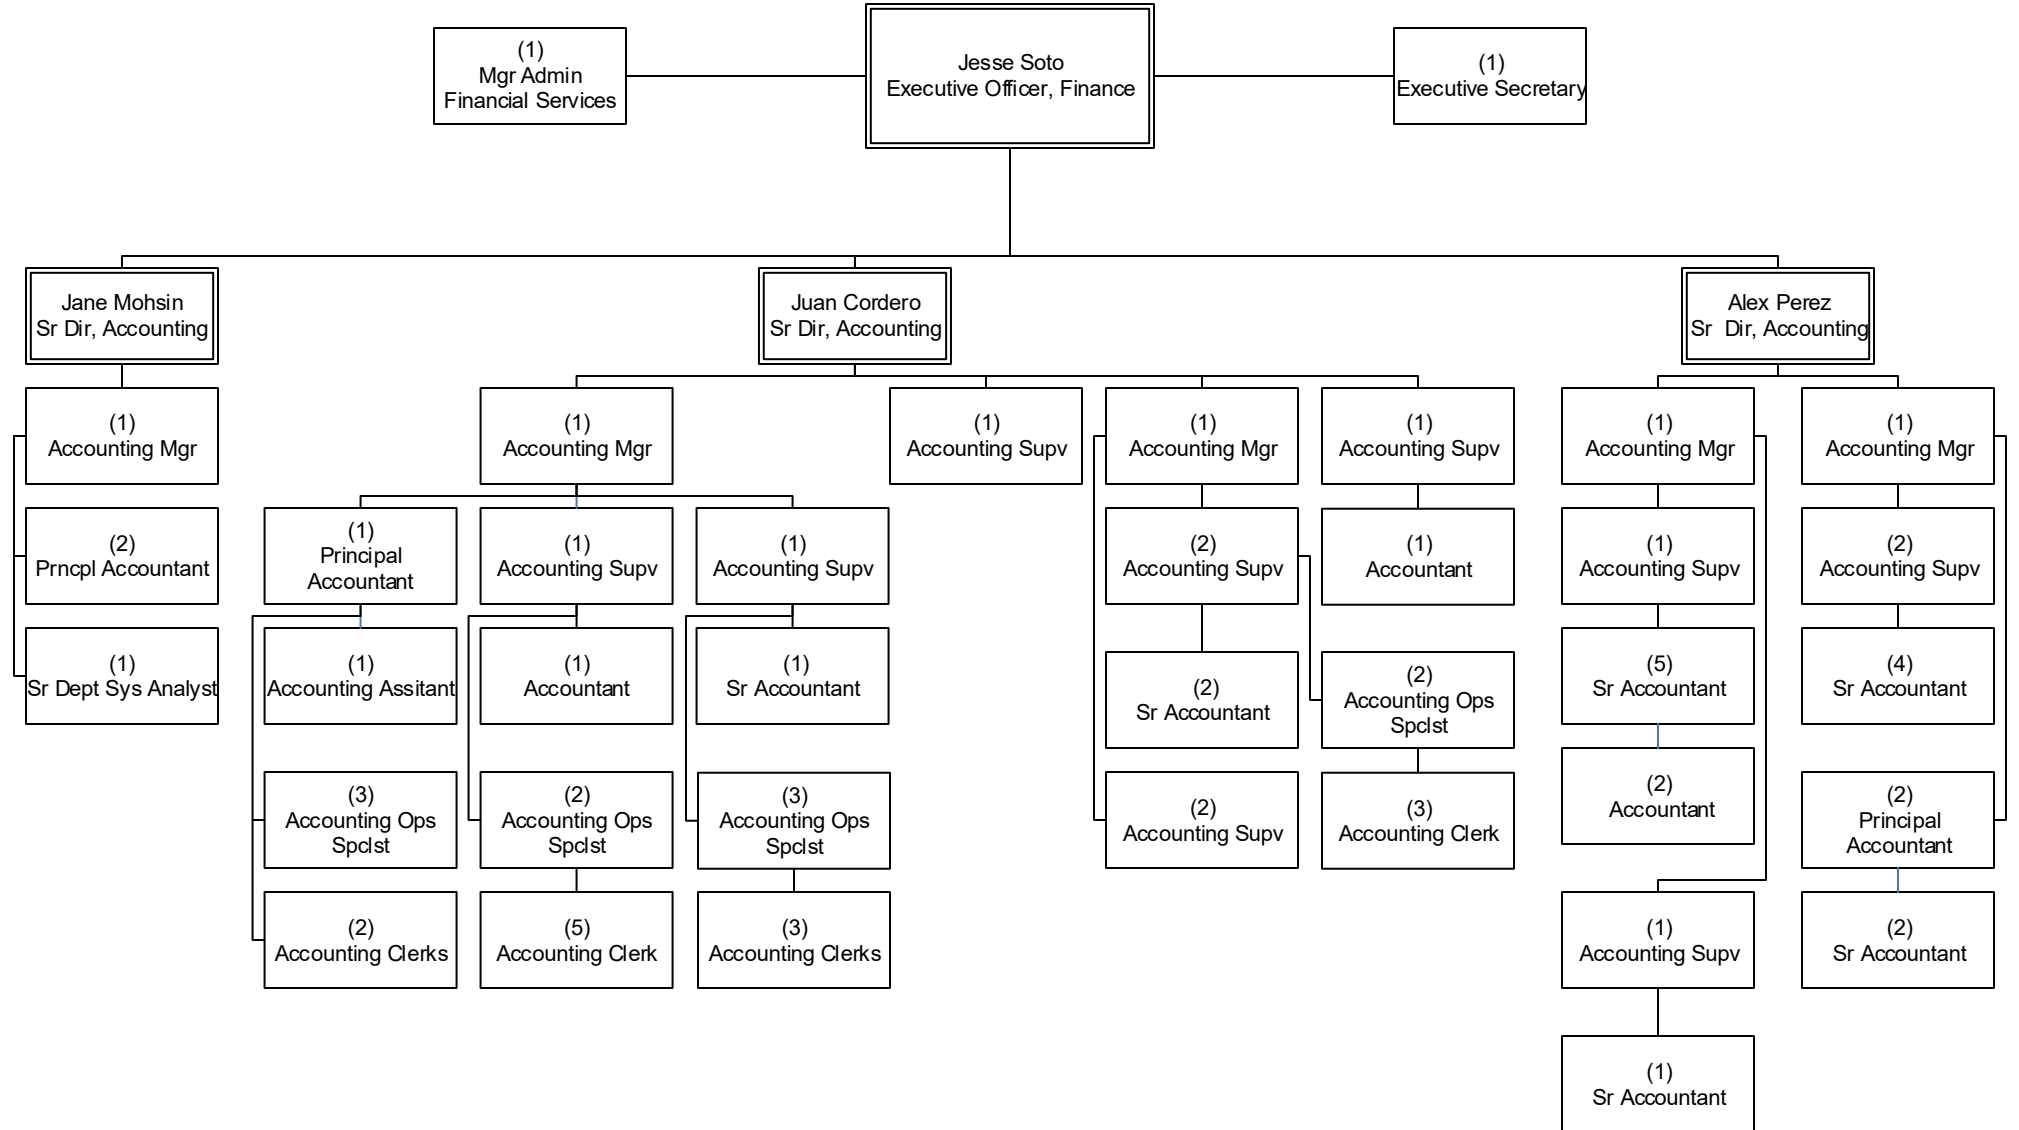 (1)
Mgr Admin
Financial Services
Jesse Soto
Executive Officer, Finance
(1)
Executive Secretary
Jane Mohsin
Sr Dir, Accounting
Juan Cordero
Sr Dir, Accounting
Alex Perez
Sr  Dir, Accounting
(1)
Accounting Mgr
(1)
Accounting Mgr
(1)
Accounting Supv
(1)
Accounting Mgr
(1)
Accounting Supv
(1)
Accounting Mgr
(1)
Accounting Mgr
(2)
Prncpl Accountant
(1)
Principal
Accountant
(1)
Accounting Supv
(1)
Accounting Supv
(2)
Accounting Supv
(1)
Accountant
(1)
Accounting Supv
(2)
Accounting Supv
(1)
Sr Dept Sys Analyst
(1)
Accounting Assitant
(1)
Accountant
(1)
Sr Accountant
(2)
Sr Accountant
(2)
Accounting Ops
Spclst
(5)
Sr Accountant
(4)
Sr Accountant
(3)
Accounting Ops
Spclst
(2)
Accounting Ops
Spclst
(3)
Accounting Ops
Spclst
(2)
Accounting Supv
(3)
Accounting Clerk
(2)
Accountant
(2)
Principal
Accountant
(2)
Accounting Clerks
(5)
Accounting Clerk
(3)
Accounting Clerks
(1)
Accounting Supv
(2)
Sr Accountant
(1)
Sr Accountant